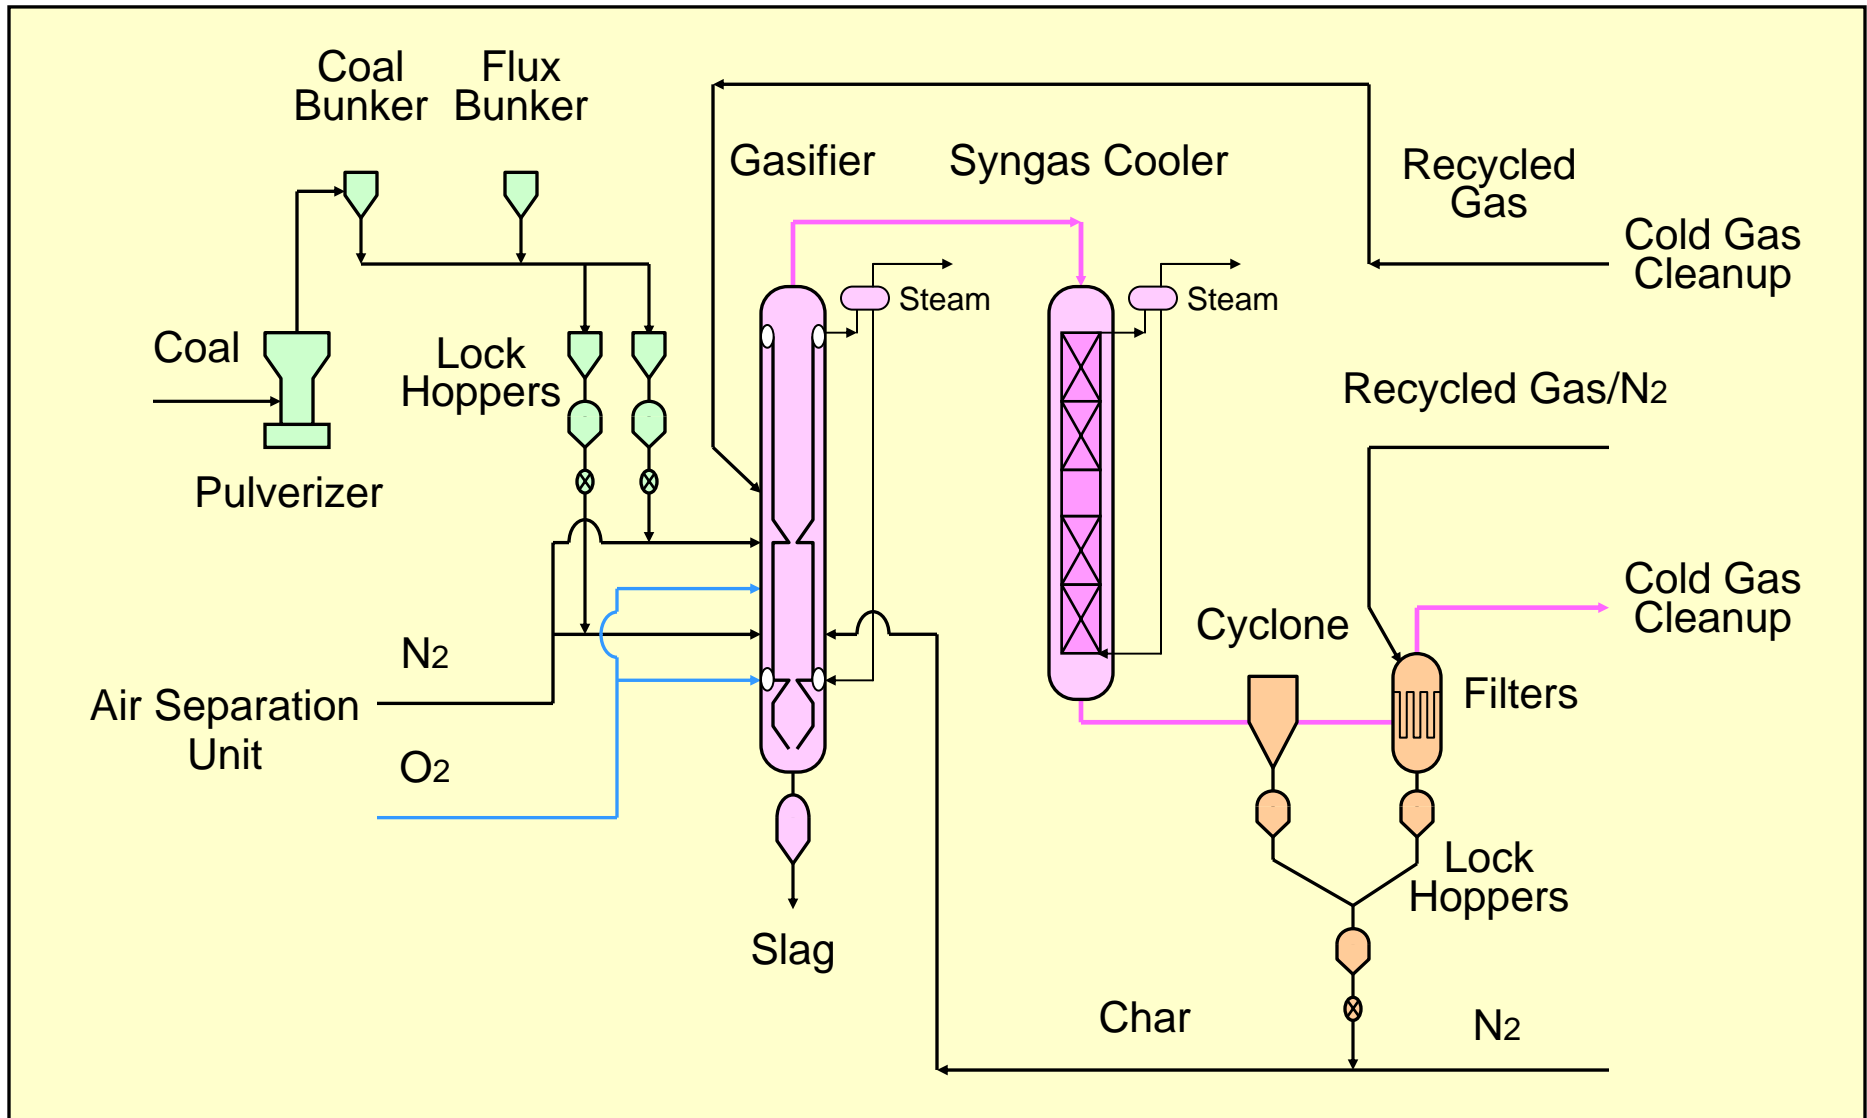 Coal
Bunker
Flux
Bunker
Gasifier
Syngas Cooler
Recycled
Gas
Cold Gas
Cleanup
Steam
Steam
Coal
Lock
Hoppers
Recycled Gas/N2
Pulverizer
Cold Gas
Cleanup
Cyclone
N2
Filters
Air Separation
Unit
O2
Lock
Hoppers
Slag
Char
N2